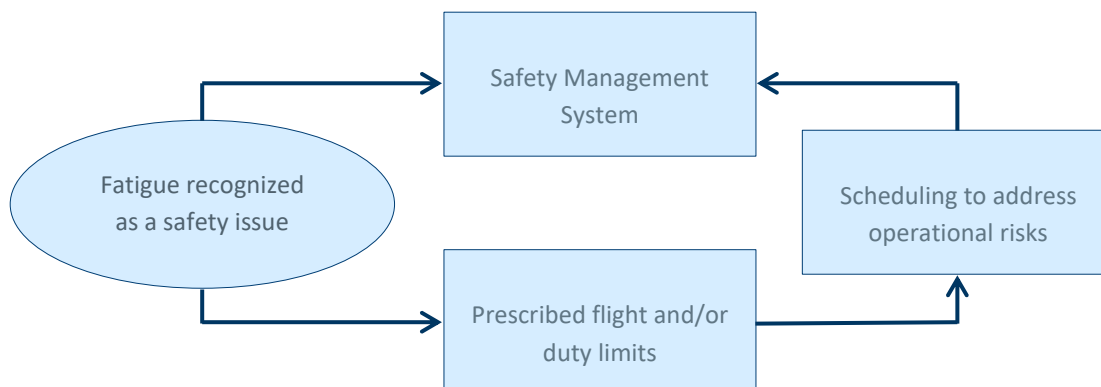 Safety Management
System
Fatigue recognized
as a safety issue
Scheduling to address
operational risks
Prescribed flight and/or
duty limits